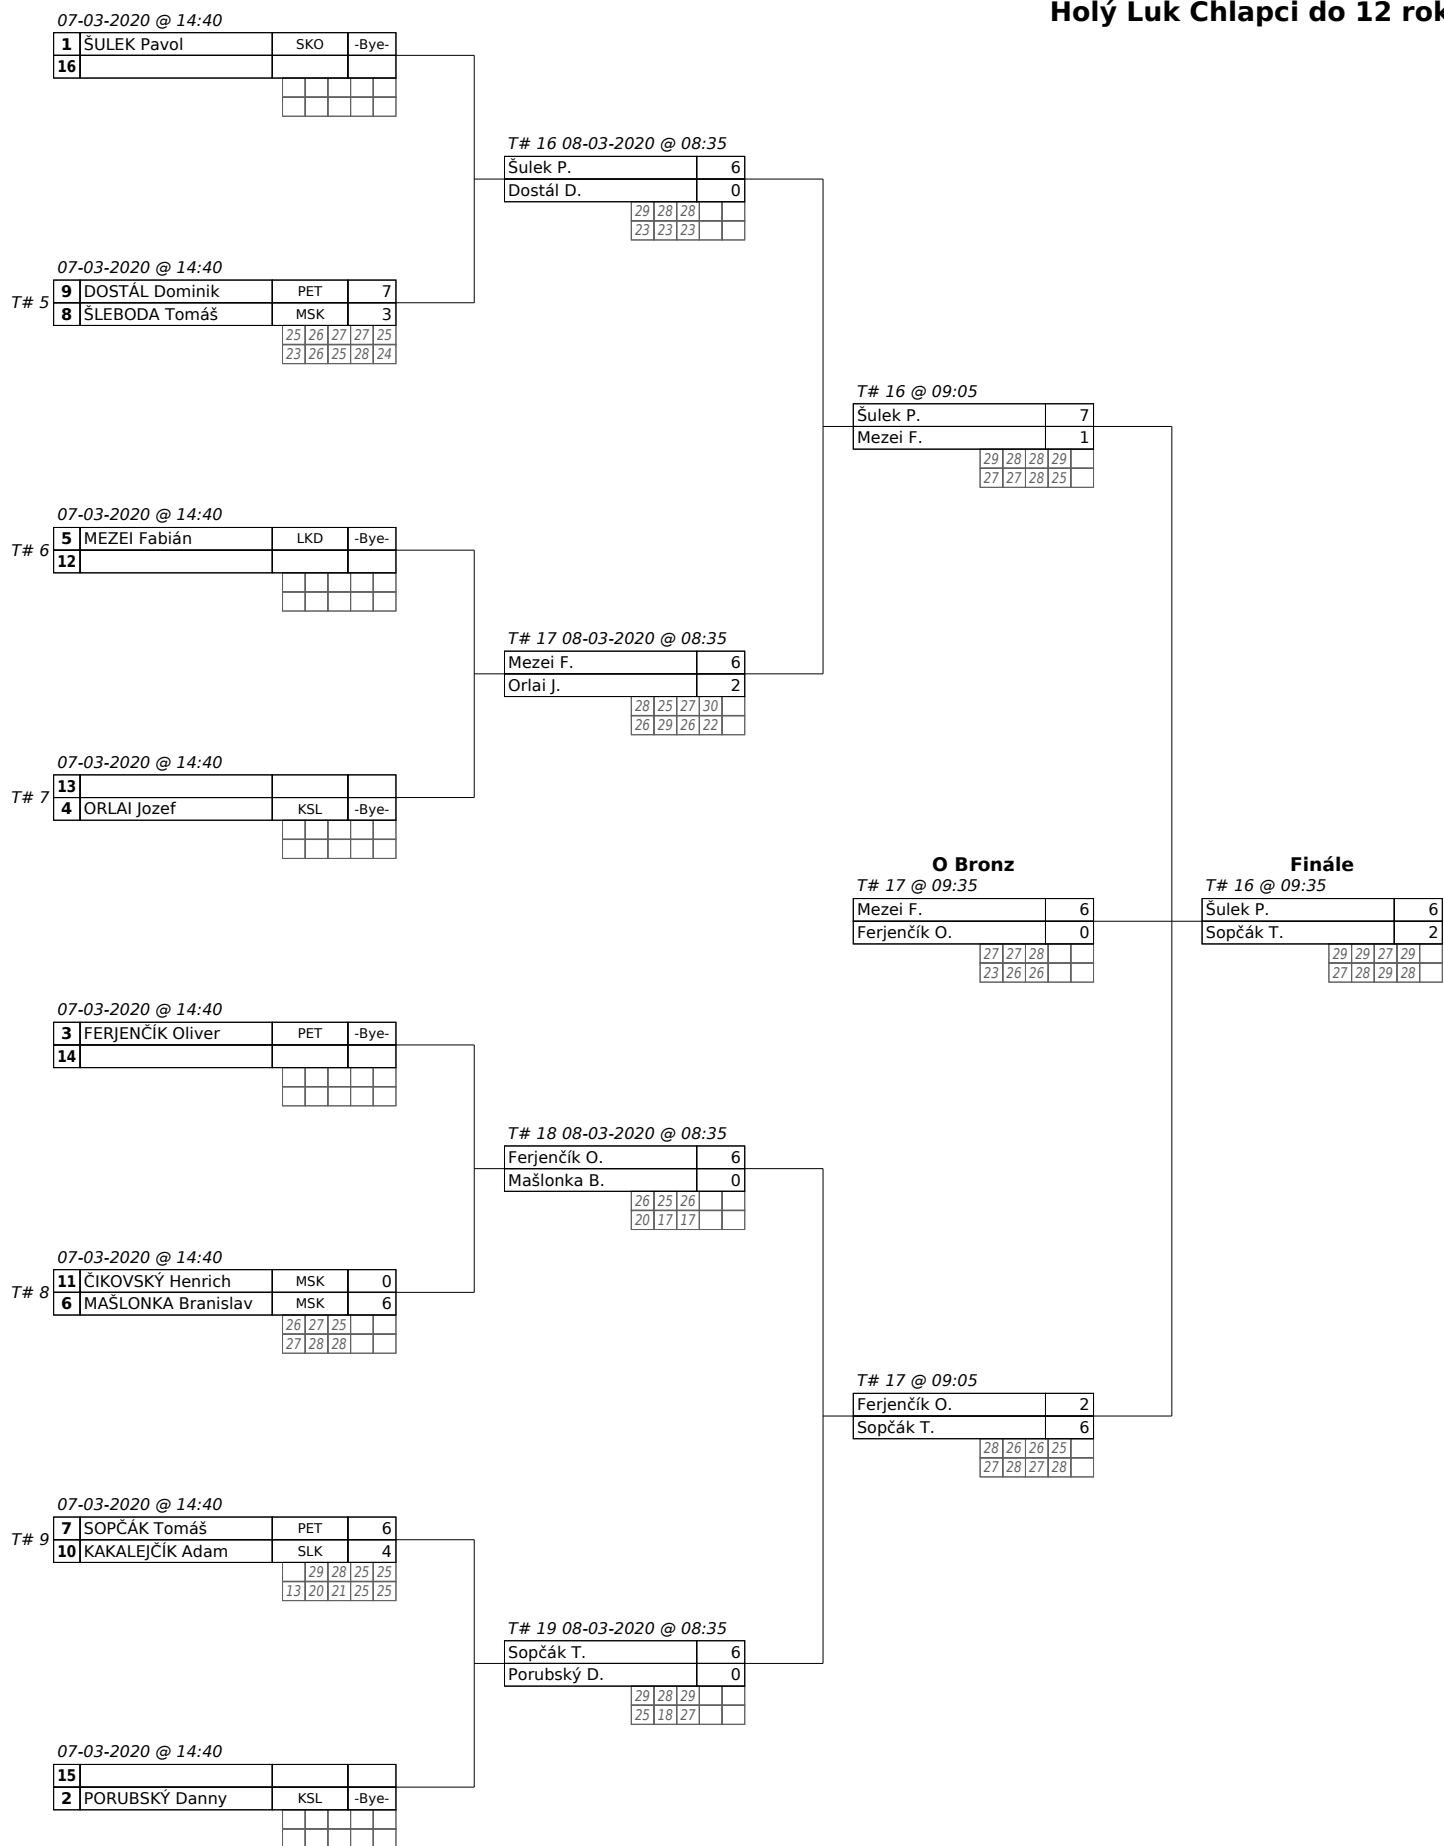 Holý Luk Chlapci do 12 rok
07-03-2020 @ 14:40
1 ŠULEK Pavol SKO -Bye-
16
T# 16 08-03-2020 @ 08:35
Šulek P. 6
Dostál D. 0
29 28 28
23 23 23
07-03-2020 @ 14:40
T# 5
9 DOSTÁL Dominik PET 7
8 ŠLEBODA Tomáš MSK 3
25 26 27 27 25
23 26 25 28 24
T# 16 @ 09:05
Šulek P. 7
Mezei F. 1
29 28 28 29
27 27 28 25
07-03-2020 @ 14:40
T# 6
5 MEZEI Fabián LKD -Bye-
12
T# 17 08-03-2020 @ 08:35
Mezei F. 6
Orlai J. 2
28 25 27 30
26 29 26 22
07-03-2020 @ 14:40
T# 7
13
4 ORLAI Jozef KSL -Bye-
O Bronz
T# 17 @ 09:35
Mezei F. 6
Ferjenčík O. 0
27 27 28
23 26 26
Finále
T# 16 @ 09:35
Šulek P. 6
Sopčák T. 2
29 29 27 29
27 28 29 28
07-03-2020 @ 14:40
3 FERJENČÍK Oliver PET -Bye-
14
T# 18 08-03-2020 @ 08:35
Ferjenčík O. 6
Mašlonka B. 0
26 25 26
20 17 17
07-03-2020 @ 14:40
T# 8
11 ČIKOVSKÝ Henrich MSK 0
6 MAŠLONKA Branislav MSK 6
26 27 25
27 28 28
T# 17 @ 09:05
Ferjenčík O. 2
Sopčák T. 6
28 26 26 25
27 28 27 28
07-03-2020 @ 14:40
T# 9
7 SOPČÁK Tomáš PET 6
10 KAKALEJČÍK Adam SLK 4
29 28 25 25
13 20 21 25 25
T# 19 08-03-2020 @ 08:35
Sopčák T. 6
Porubský D. 0
29 28 29
25 18 27
07-03-2020 @ 14:40
15
2 PORUBSKÝ Danny KSL -Bye-